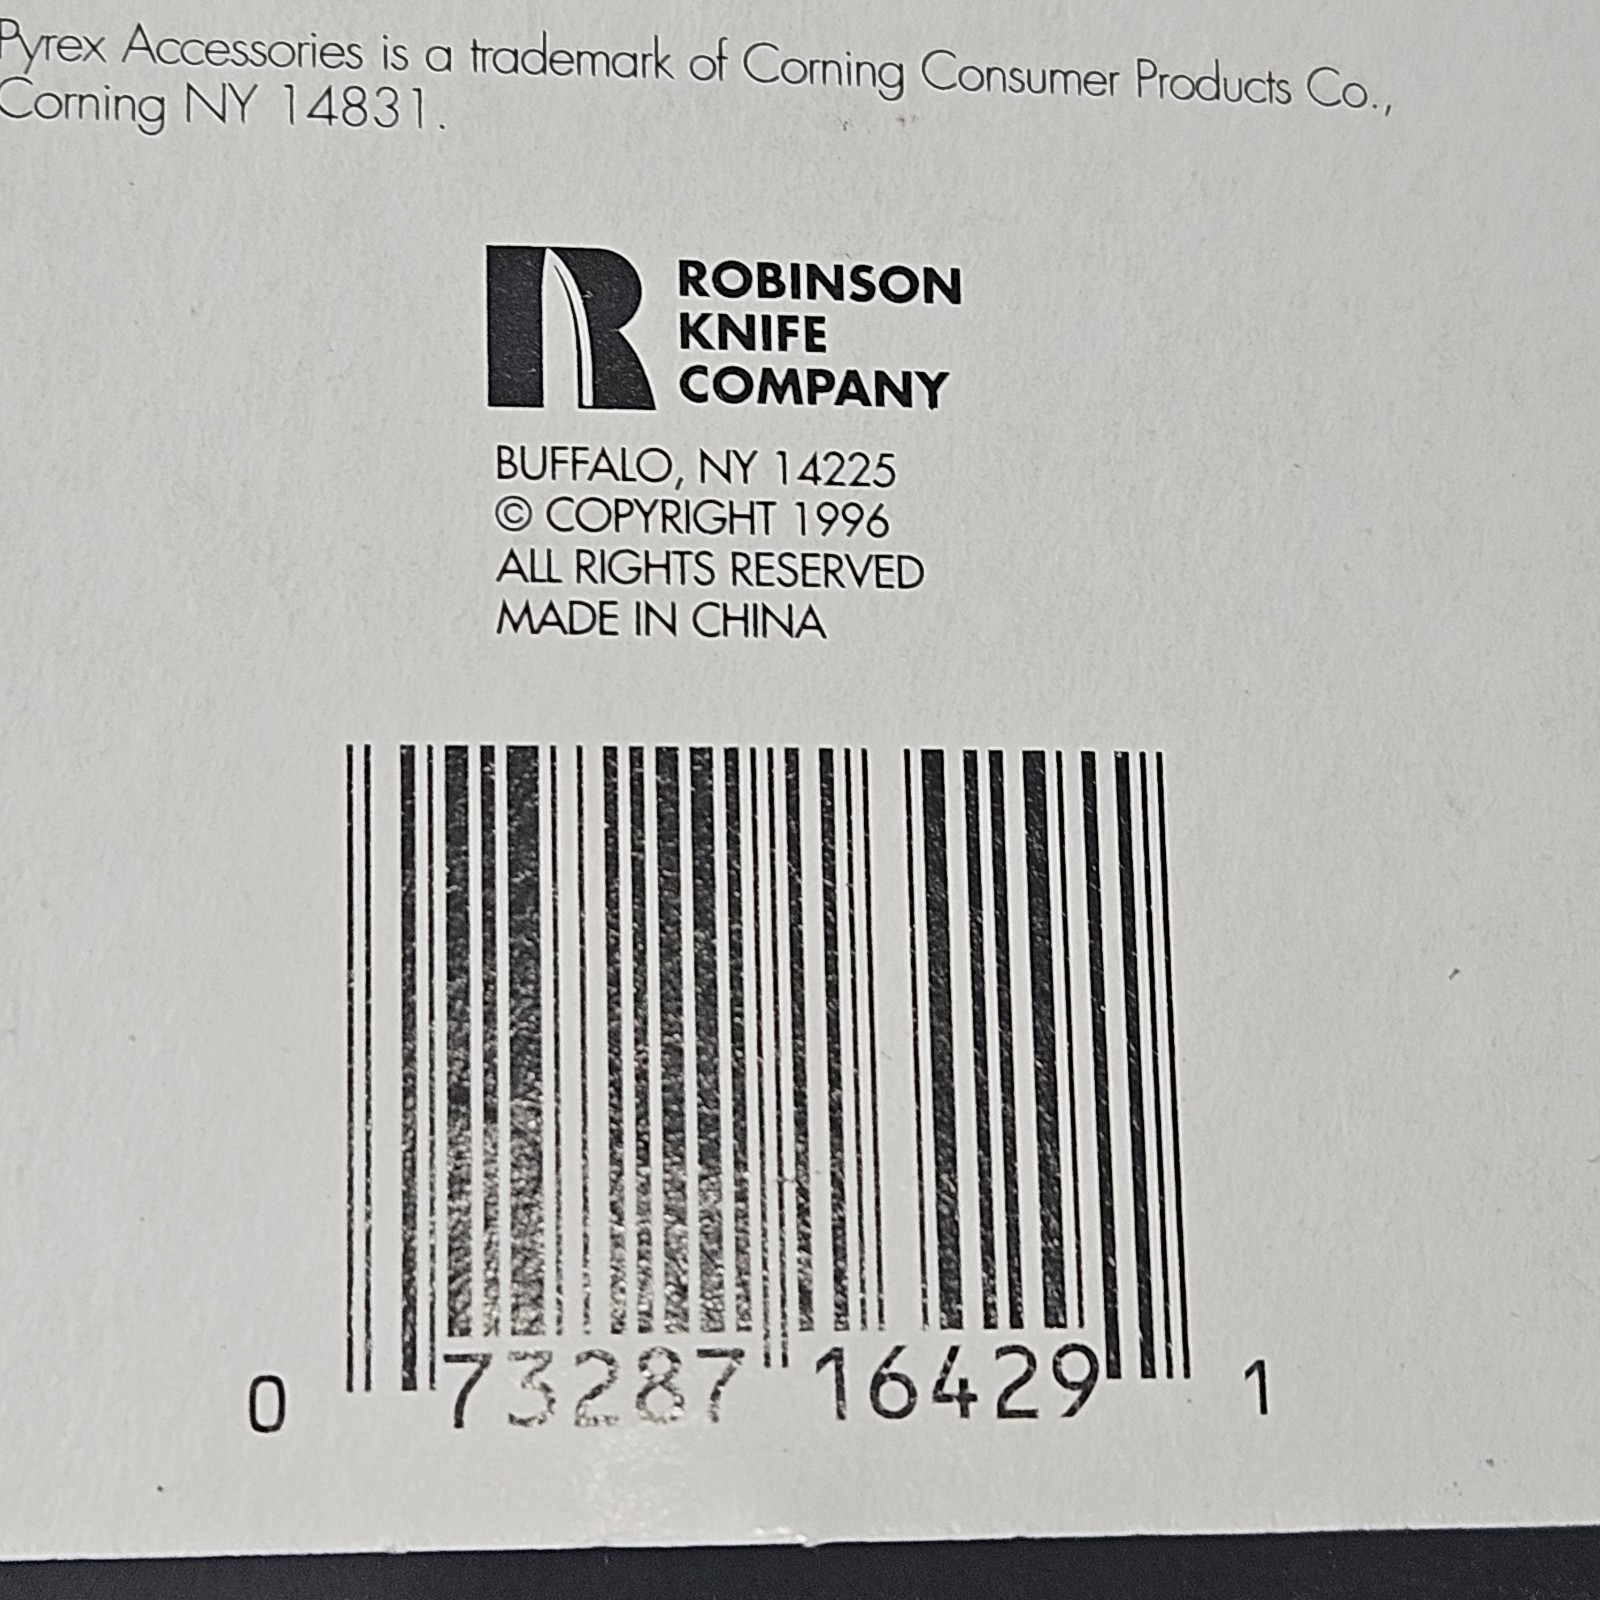 Pyrex Accessories is a trademark of Corning Consumer Products Co.,
Corning NY 14831.
ROBINSON
KNIFE
COMPANY
BUFFALO, NY 14225
© COPYRIGHT 1996
ALL RIGHTS RESERVED
MADE IN CHINA
0 73287 16429 1